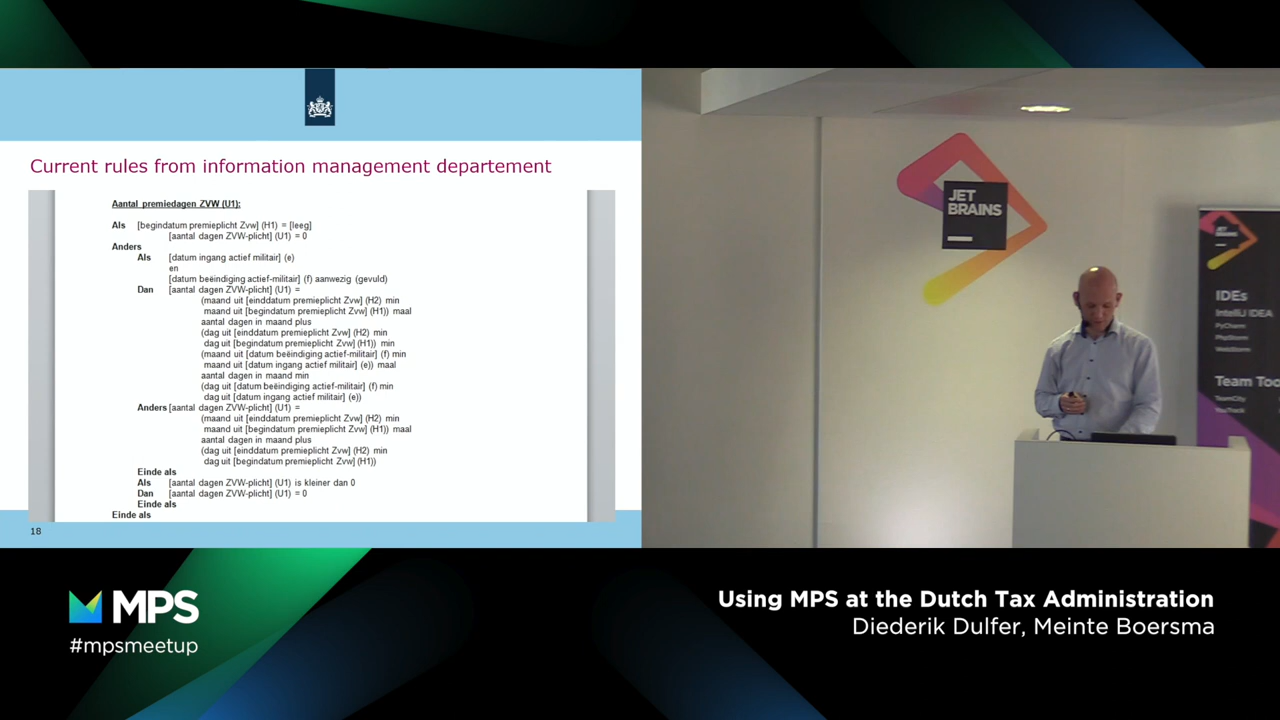 Current rules from information management departement
Aantal premiedagen ZVW (U1):
Als [begindatum premieplicht Zvw] (H1) = [leeg]
[aantal dagen ZVW-plicht] (U1) = 0
Anders
Als [datum ingang actief militair] (e)
en
[datum beëindiging actief-militair] (f) aanwezig (gevuld)
Dan [aantal dagen ZVW-plicht] (U1) =
(maand uit [einddatum premieplicht Zvw] (H2) min
maand uit [begindatum premieplicht Zvw] (H1)) maal
aantal dagen in maand plus
(dag uit [einddatum premieplicht Zvw] (H2) min
dag uit [begindatum premieplicht Zvw] (H1)) min
(maand uit [datum beëindiging actief-militair] (f) min
maand uit [datum ingang actief militair] (e)) maal
aantal dagen in maand min
(dag uit [datum beëindiging actief-militair] (f) min
dag uit [datum ingang actief militair] (e))
Anders [aantal dagen ZVW-plicht] (U1) =
(maand uit [einddatum premieplicht Zvw] (H2) min
maand uit [begindatum premieplicht Zvw] (H1)) maal
aantal dagen in maand plus
(dag uit [einddatum premieplicht Zvw] (H2) min
dag uit [begindatum premieplicht Zvw] (H1))
Einde als
Als [aantal dagen ZVW-plicht] (U1) is kleiner dan 0
Dan [aantal dagen ZVW-plicht] (U1) = 0
Einde als
Einde als
18
JET
BRAINS
JET
BRAINS
IDEs
IntelliJ IDEA
PyCharm
PhpStorm
WebStorm
Team Too
TeamCity
YouTrack
MPS
#mpsmeetup
Using MPS at the Dutch Tax Administration
Diederik Dulfer, Meinte Boersma